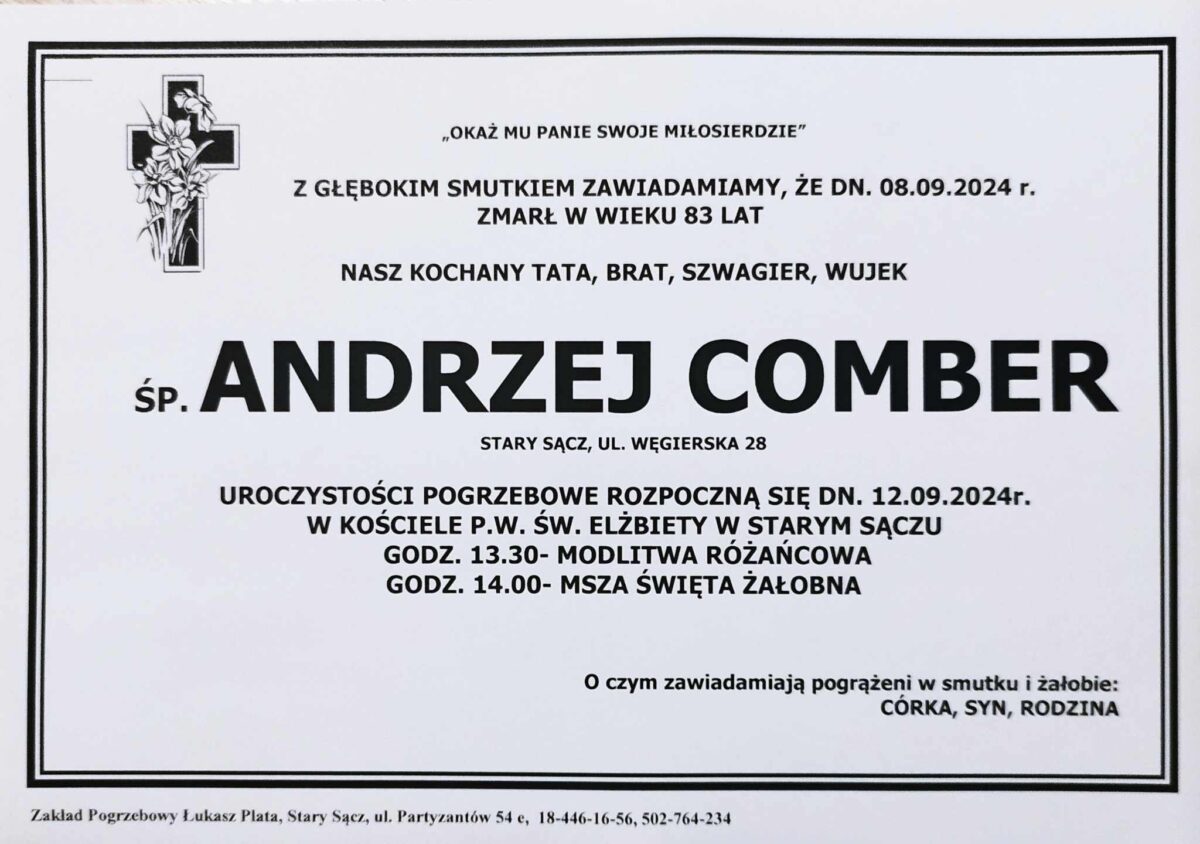 „OKAŻ MU PANIE SWOJE MIŁOSIERDZIE”
Z GŁĘBOKIM SMUTKIEM ZAWIADAMIAMY, ŻE DN. 08.09.2024 r.
ZMARŁ W WIEKU 83 LAT
NASZ KOCHANY TATA, BRAT, SZWAGIER, WUJEK
ŚP. ANDRZEJ COMBER
STARY SĄCZ, UL. WĘGIERSKA 28
UROCZYSTOŚCI POGRZEBOWE ROZPOCZNĄ SIĘ DN. 12.09.2024r.
W KOŚCIELE P.W. ŚW. ELŻBIETY W STARYM SĄCZU
GODZ. 13.30- MODLITWA RÓŻAŃCOWA
GODZ. 14.00- MSZA ŚWIĘTA ŻAŁOBNA
O czym zawiadamiają pogrążeni w smutku i żałobie:
CÓRKA, SYN, RODZINA
Zakład Pogrzebowy Łukasz Plata, Stary Sącz, ul. Partyzantów 54 e, 18-446-16-56, 502-764-234